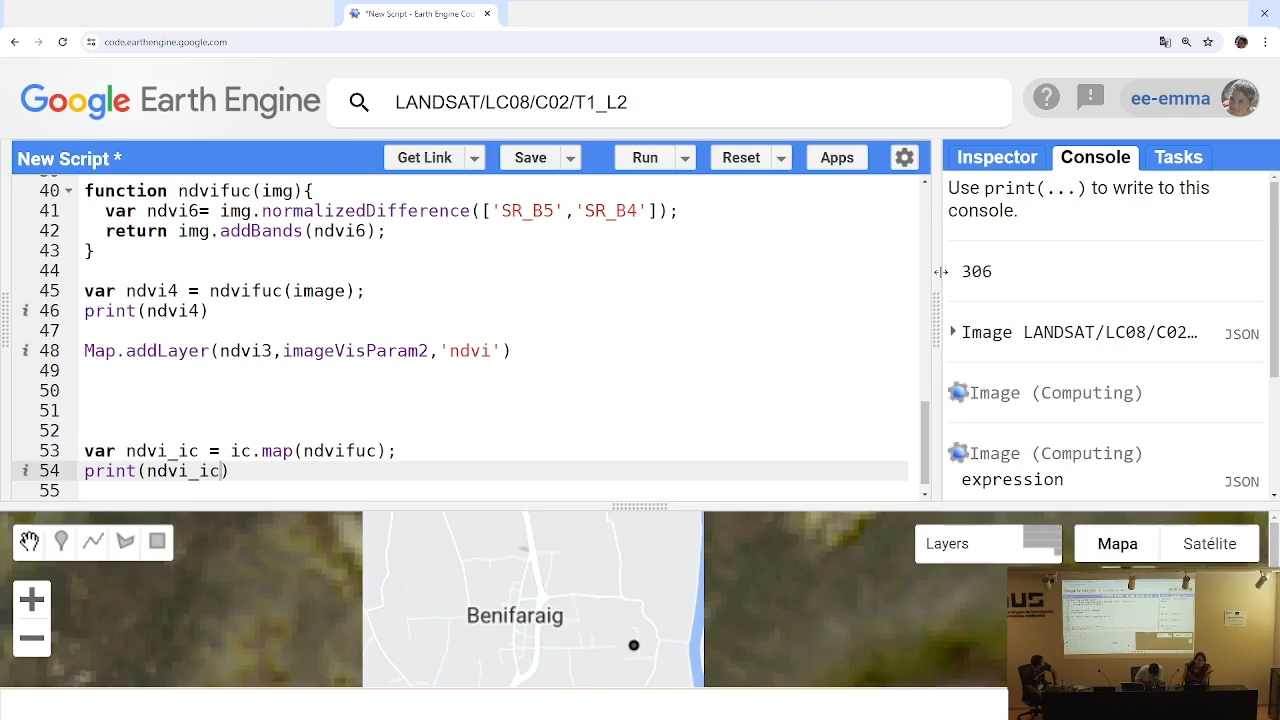 *New Script - Earth Engine Cod
code.earthengine.google.com
Google Earth Engine
LANDSAT/LC08/C02/T1_L2
ee-emma
New Script *
Get Link
Save
Run
Reset
Apps
Inspector
Console
Tasks
40 function ndvifuc(img){
41 var ndvi6= img.normalizedDifference(['SR_B5','SR_B4']);
42 return img.addBands(ndvi6);
43 }
44
45 var ndvi4 = ndvifuc(image);
i 46 print(ndvi4)
47
i 48 Map.addLayer(ndvi3,imageVisParam2,'ndvi')
49
50
51
52
53 var ndvi_ic = ic.map(ndvifuc);
i 54 print(ndvi_ic)
55
Use print(...) to write to this
console.
306
Image LANDSAT/LC08/C02… JSON
Image (Computing)
Image (Computing)
expression JSON
Layers
Mapa
Satélite
Benifaraig